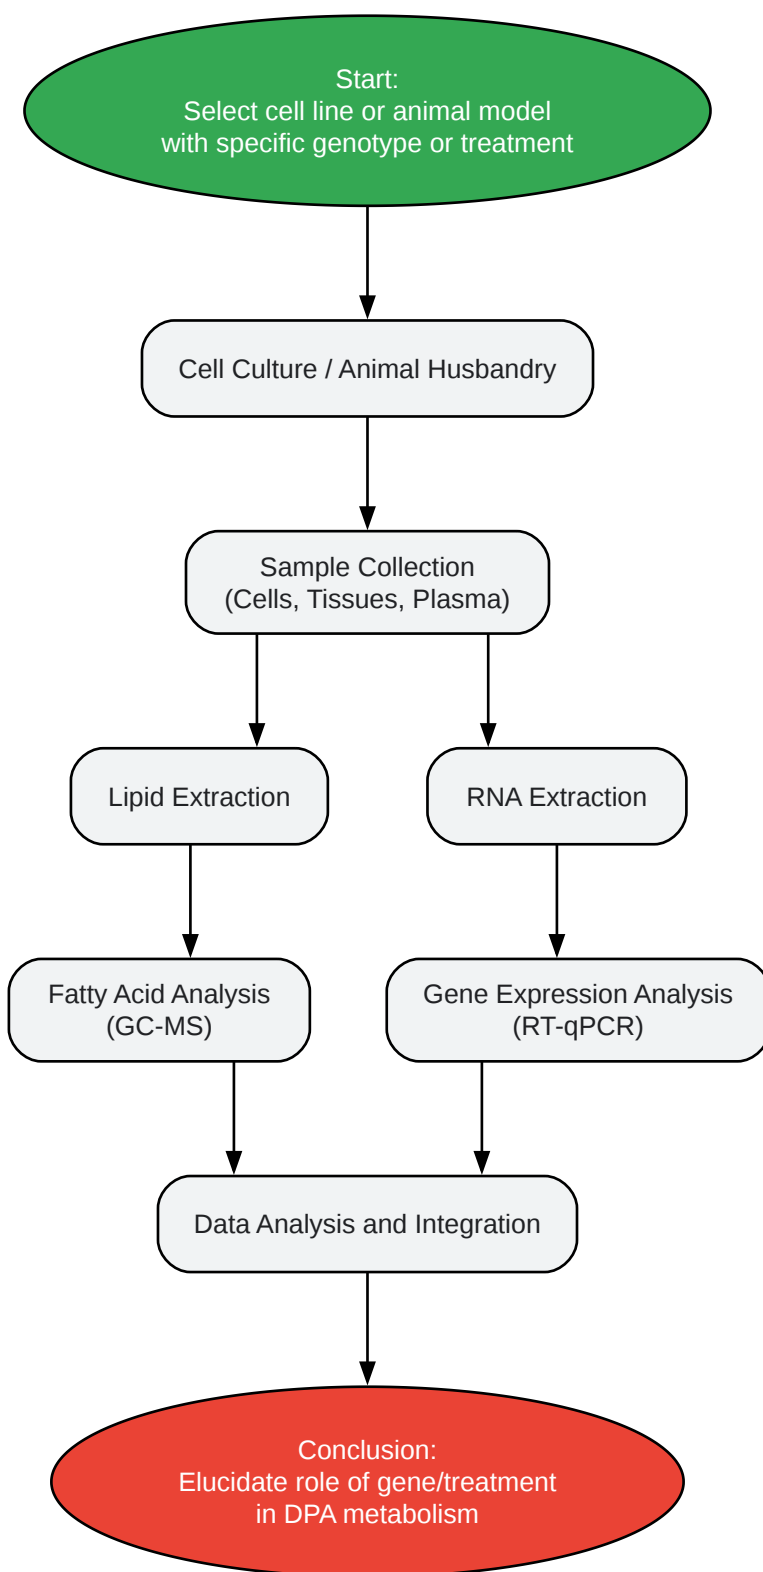 Start:
Select cell line or animal model
with specific genotype or treatment
Cell Culture / Animal Husbandry
Sample Collection
(Cells, Tissues, Plasma)
Lipid Extraction
RNA Extraction
Fatty Acid Analysis
(GC-MS)
Gene Expression Analysis
(RT-qPCR)
Data Analysis and Integration
Conclusion:
Elucidate role of gene/treatment
in DPA metabolism